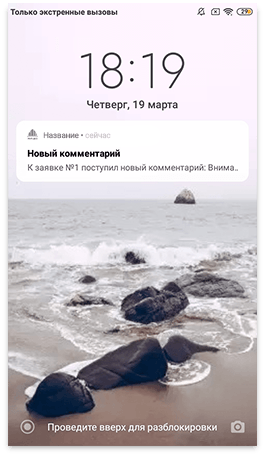 Только экстренные вызовы 29
18:19
Четверг, 19 марта
Название • сейчас
Новый комментарий
К заявке №1 поступил новый комментарий: Внима..
Проведите вверх для разблокировки